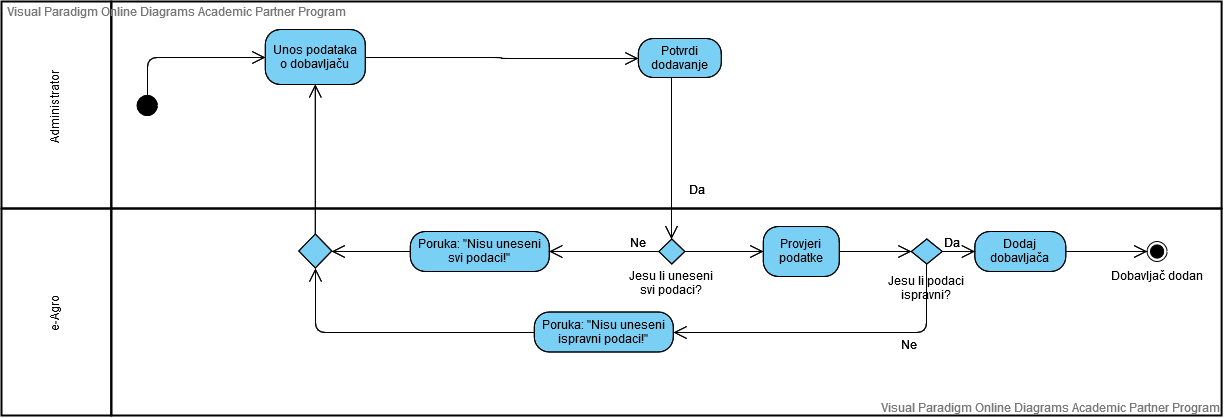 Visual Paradigm Online Diagrams Academic Partner Program
Administrator
Unos podataka
o dobavljaču
Potvrdi
dodavanje
Da
e-Agro
Poruka: "Nisu uneseni
svi podaci!"
Ne
Jesu li uneseni
svi podaci?
Provjeri
podatke
Da
Jesu li podaci
ispravni?
Dodaj
dobavljača
Dobavljač dodan
Poruka: "Nisu uneseni
ispravni podaci!"
Ne
Visual Paradigm Online Diagrams Academic Partner Program